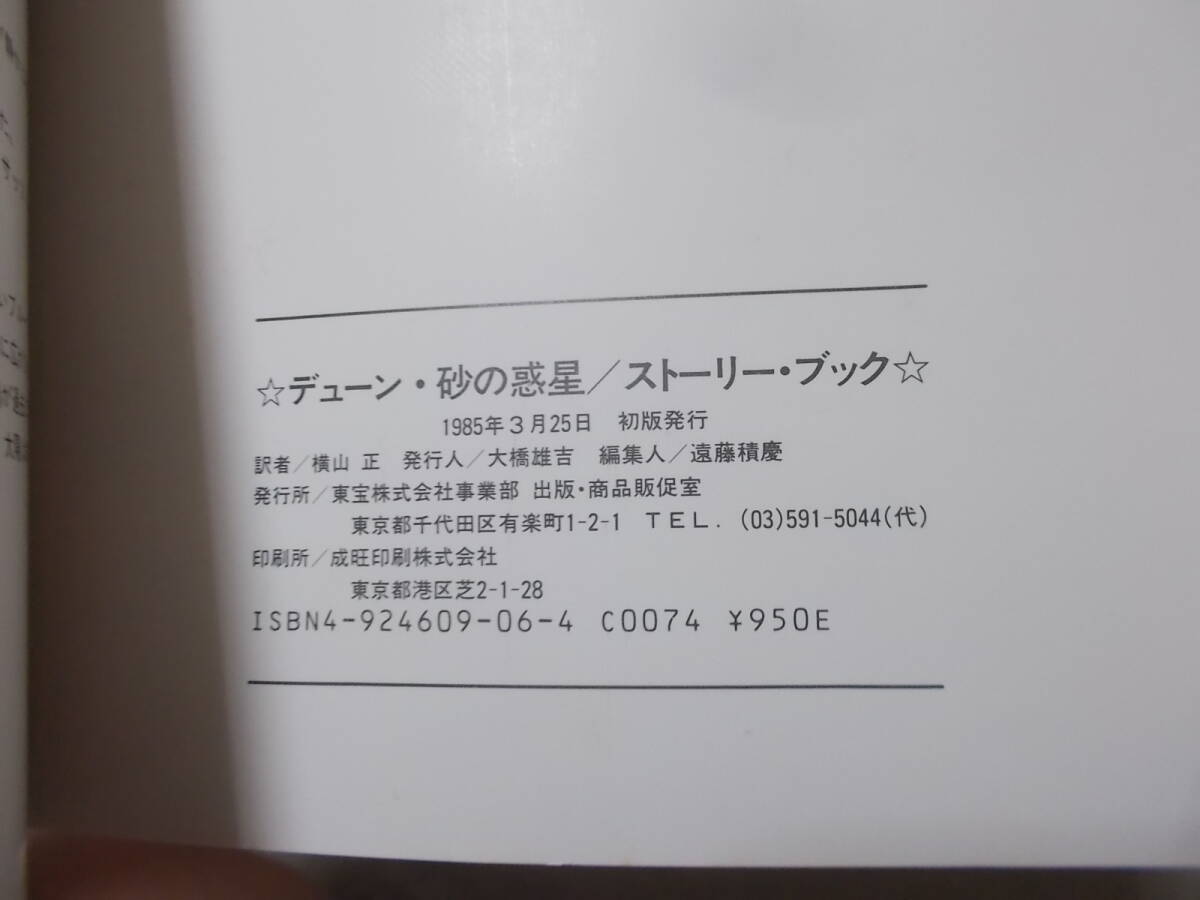 ☆デューン・砂の惑星/ストーリー・ブック☆
1985年3月25日 初版発行
訳者/横山 正 発行人/大橋雄吉 編集人/遠藤積慶
発行所/東宝株式会社事業部 出版・商品販促室
東京都千代田区有楽町1-2-1 TEL. (03)591-5044(代)
印刷所/成旺印刷株式会社
東京都港区芝2-1-28
ISBN4-924609-06-4 C0074 ¥950E